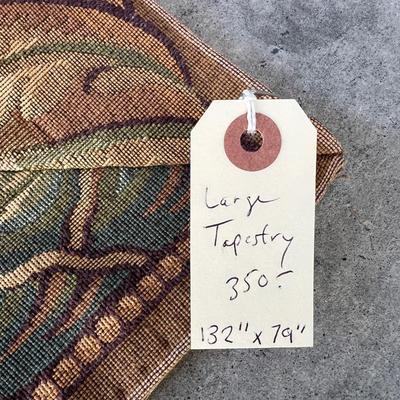 Large
Tapestry
350.-
132" x 79"